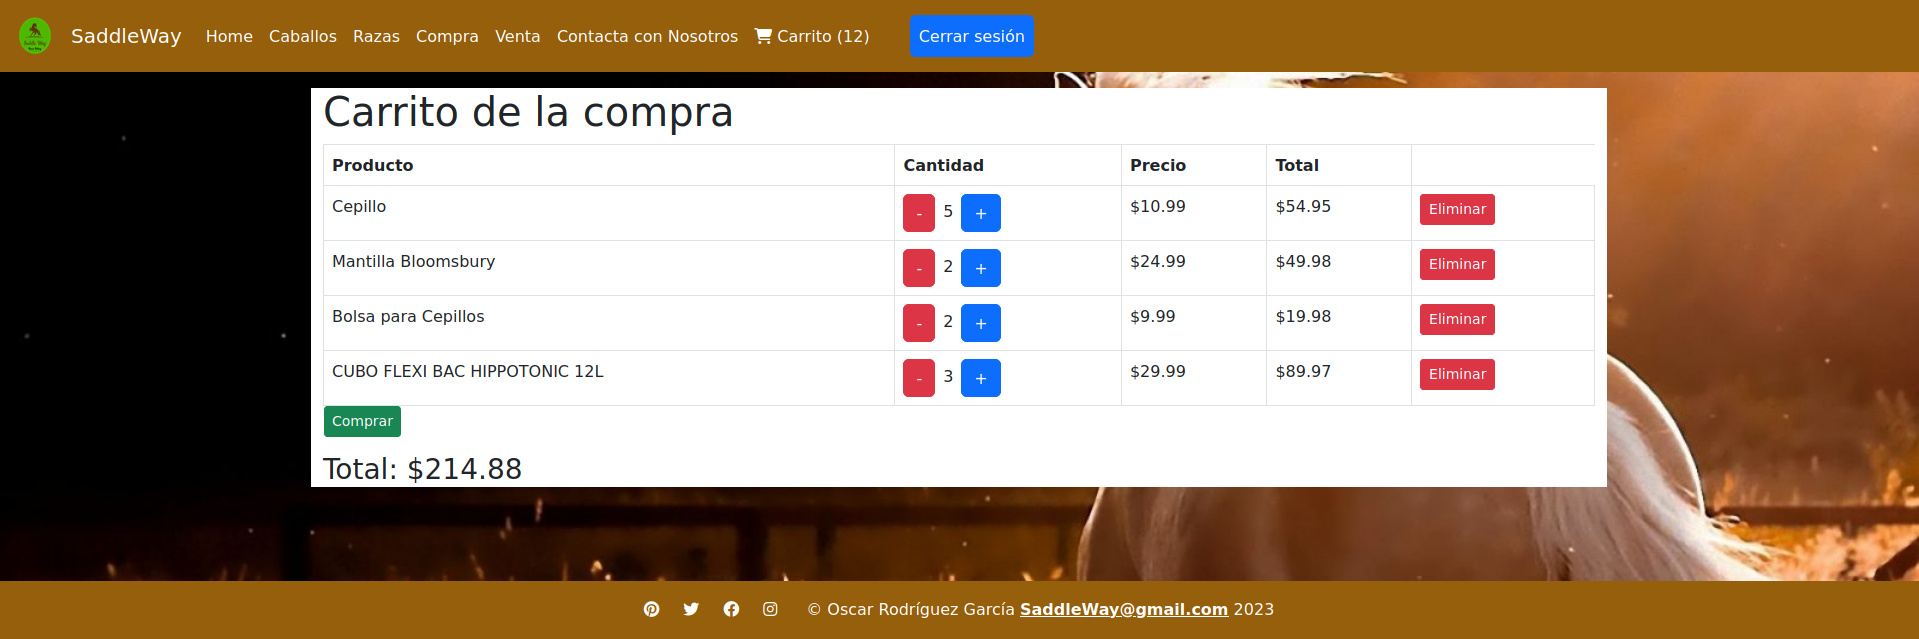 SaddleWay Home Caballos Razas Compra Venta Contacta con Nosotros Carrito (12) Cerrar sesión
Carrito de la compra
Producto Cantidad Precio Total
Cepillo - 5 + $10.99 $54.95 Eliminar
Mantilla Bloomsbury - 2 + $24.99 $49.98 Eliminar
Bolsa para Cepillos - 2 + $9.99 $19.98 Eliminar
CUBO FLEXI BAC HIPPOTONIC 12L - 3 + $29.99 $89.97 Eliminar
Comprar
Total: $214.88
© Oscar Rodríguez García SaddleWay@gmail.com 2023